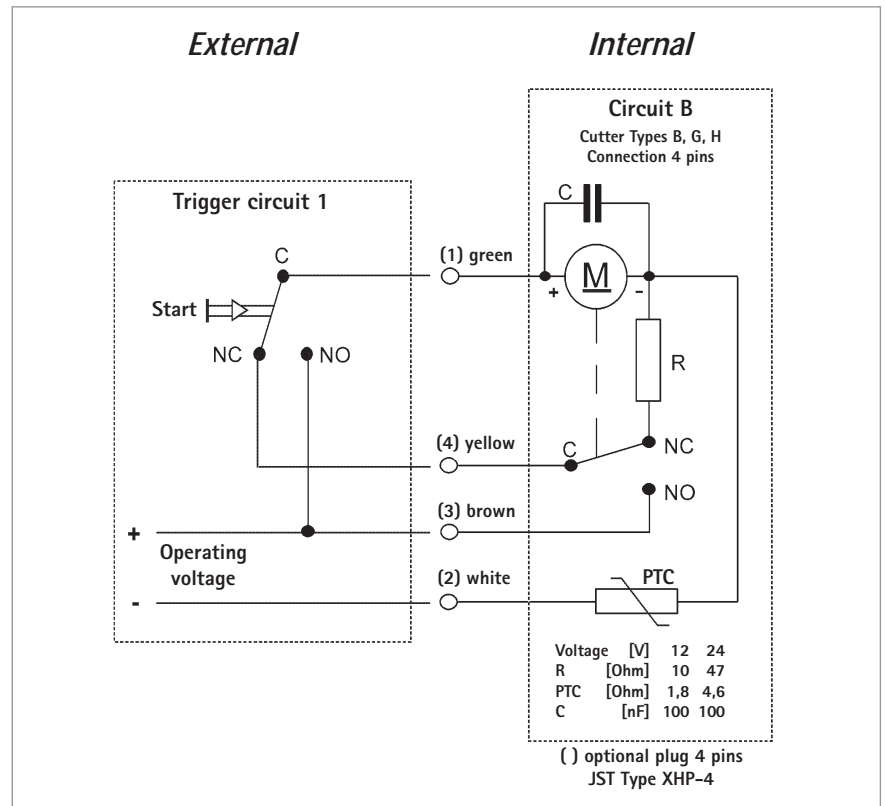 External
Internal
Circuit B
Cutter Types B, G, H
Connection 4 pins
Trigger circuit 1
C
(1) green
C
M
+
-
Start
NC
NO
R
(4) yellow
C
NC
NO
(3) brown
+
Operating
voltage
-
(2) white
PTC
Voltage [V] 12 24
R [Ohm] 10 47
PTC [Ohm] 1,8 4,6
C [nF] 100 100
( ) optional plug 4 pins
JST Type XHP-4